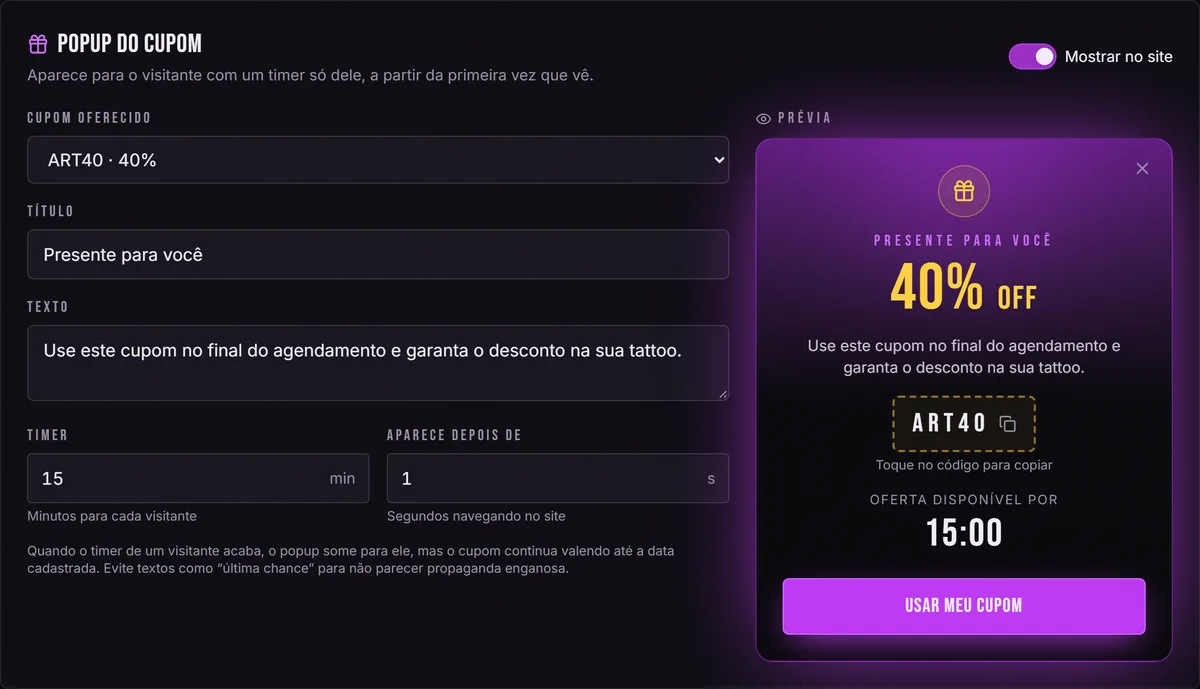 POPUP DO CUPOM
Aparece para o visitante com um timer só dele, a partir da primeira vez que vê.
Mostrar no site
CUPOM OFERECIDO
ART40 · 40%
TÍTULO
Presente para você
TEXTO
Use este cupom no final do agendamento e garanta o desconto na sua tattoo.
TIMER
15 min
Minutos para cada visitante
APARECE DEPOIS DE
1 s
Segundos navegando no site
Quando o timer de um visitante acaba, o popup some para ele, mas o cupom continua valendo até a data
cadastrada. Evite textos como “última chance” para não parecer propaganda enganosa.
PRÉVIA
PRESENTE PARA VOCÊ
40% OFF
Use este cupom no final do agendamento e
garanta o desconto na sua tattoo.
ART40
Toque no código para copiar
OFERTA DISPONÍVEL POR
15:00
USAR MEU CUPOM